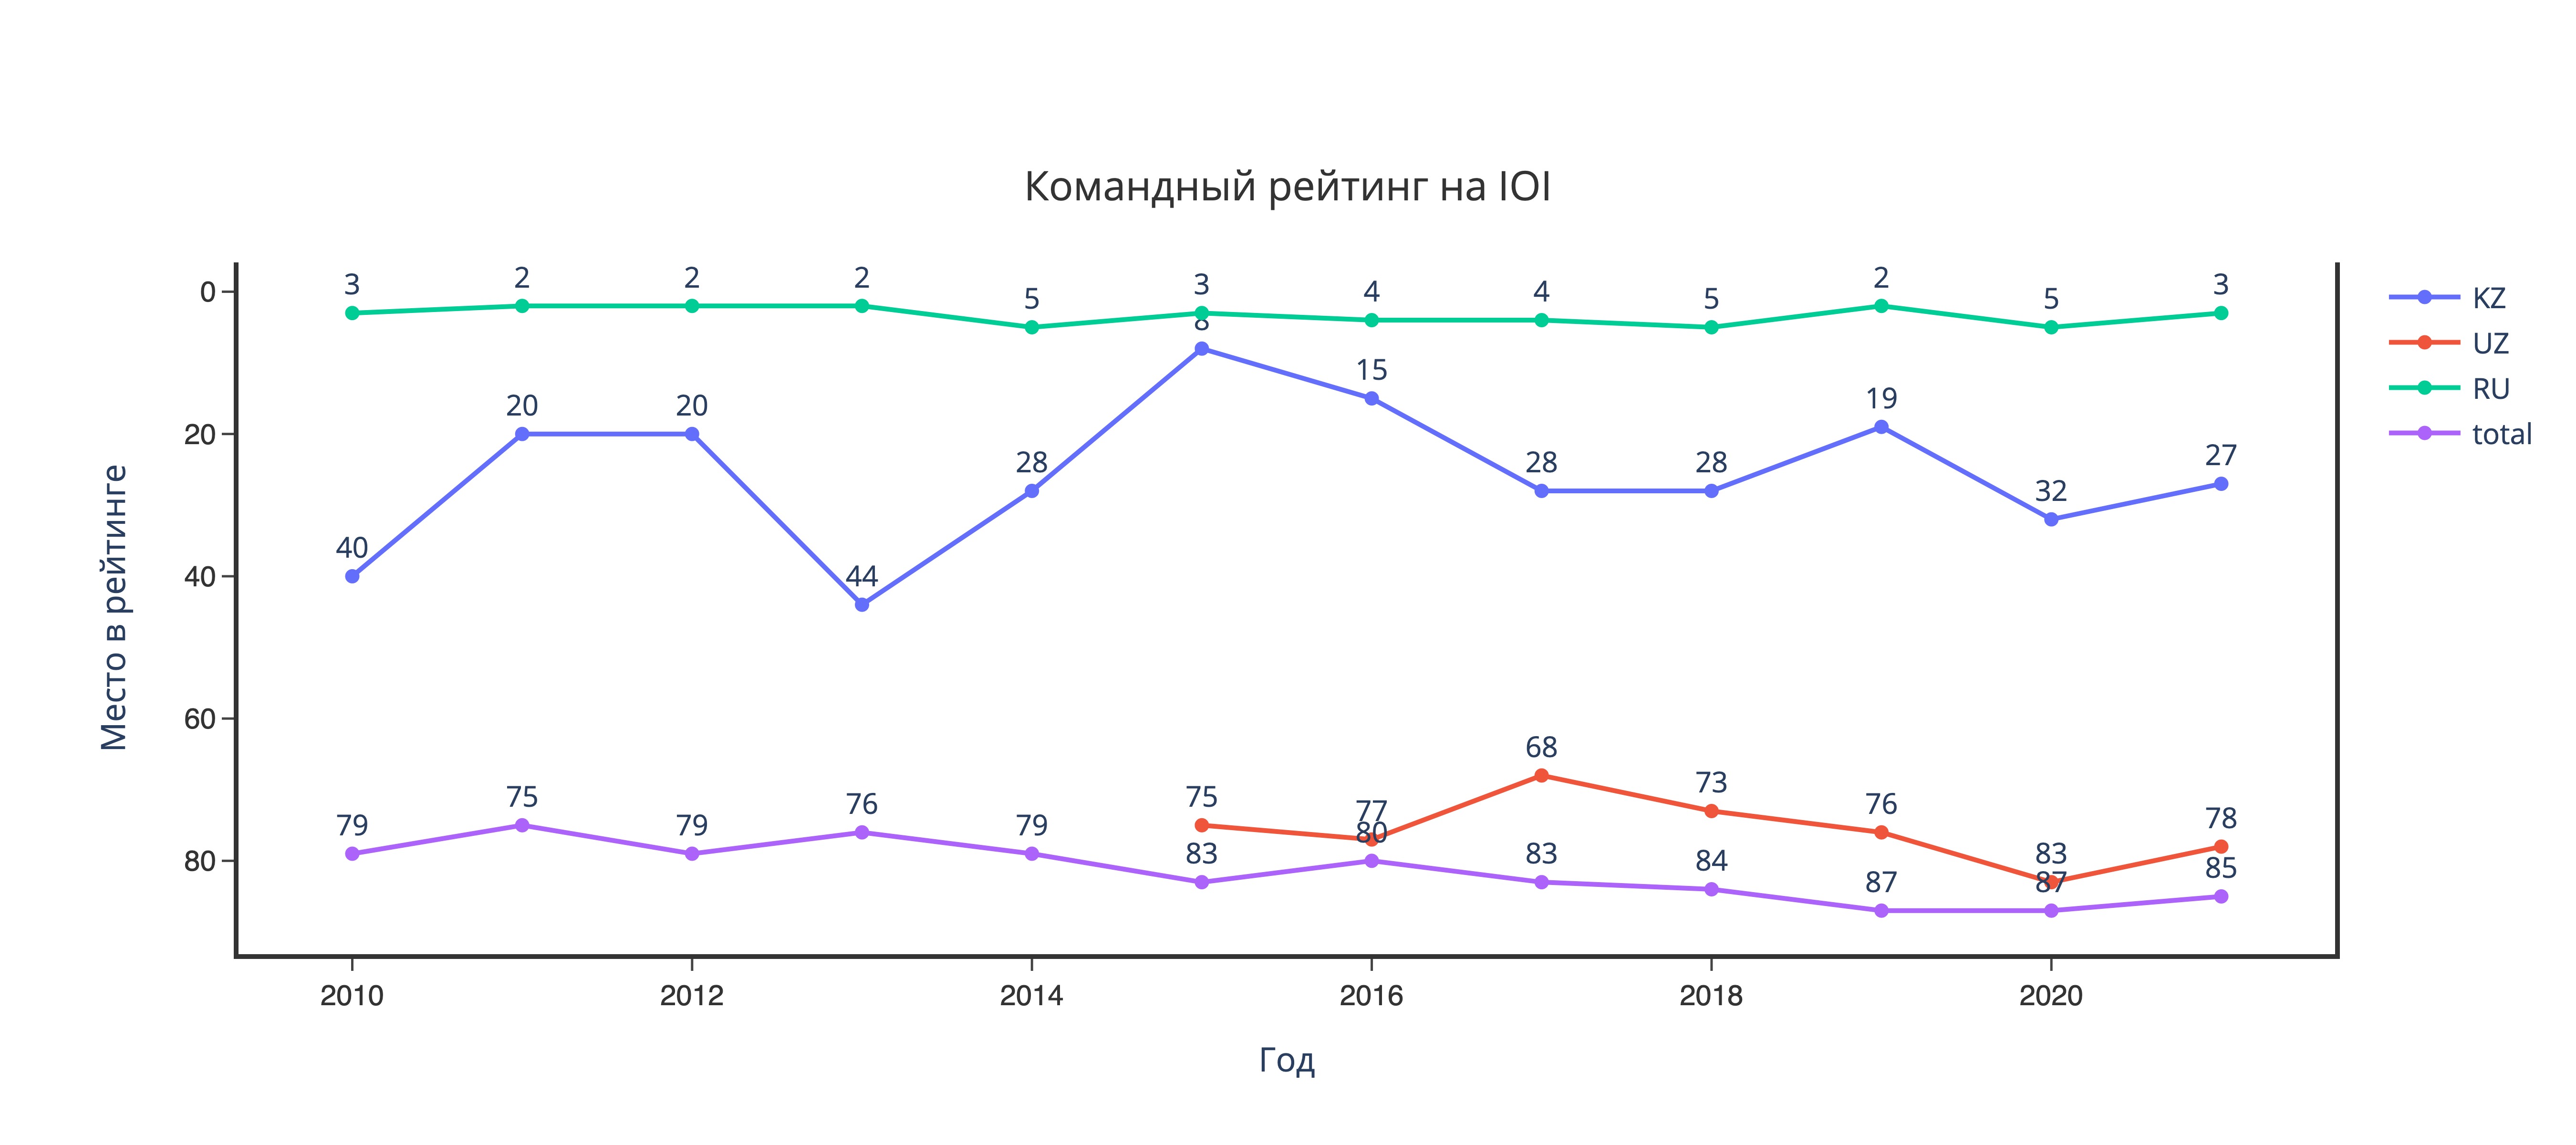 Командный рейтинг на IOI
3 2 2 2 5 3 4 4 5 2 5 3
40 20 20 44 28 8 15 28 28 19 32 27
75 77 68 73 76 83 78
79 75 79 76 79 83 80 83 84 87 87 85
0
20
40
60
80
Место в рейтинге
2010 2012 2014 2016 2018 2020
Год
KZ
UZ
RU
total